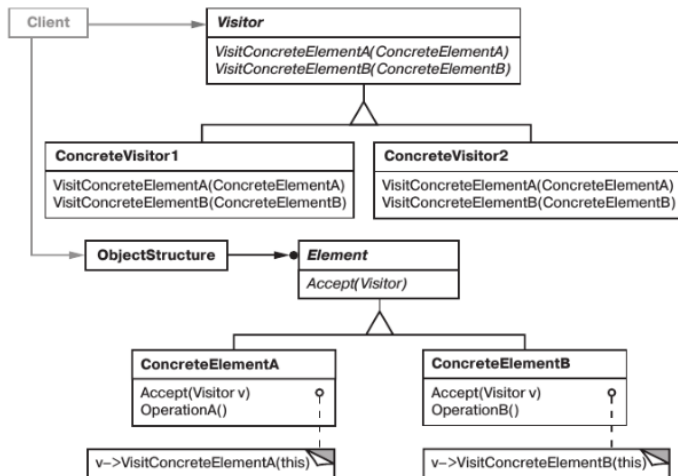 Client
Visitor
VisitConcreteElementA(ConcreteElementA)
VisitConcreteElementB(ConcreteElementB)
ConcreteVisitor1
VisitConcreteElementA(ConcreteElementA)
VisitConcreteElementB(ConcreteElementB)
ConcreteVisitor2
VisitConcreteElementA(ConcreteElementA)
VisitConcreteElementB(ConcreteElementB)
ObjectStructure
Element
Accept(Visitor)
ConcreteElementA
Accept(Visitor v)
OperationA()
ConcreteElementB
Accept(Visitor v)
OperationB()
v–>VisitConcreteElementA(this)
v–>VisitConcreteElementB(this)